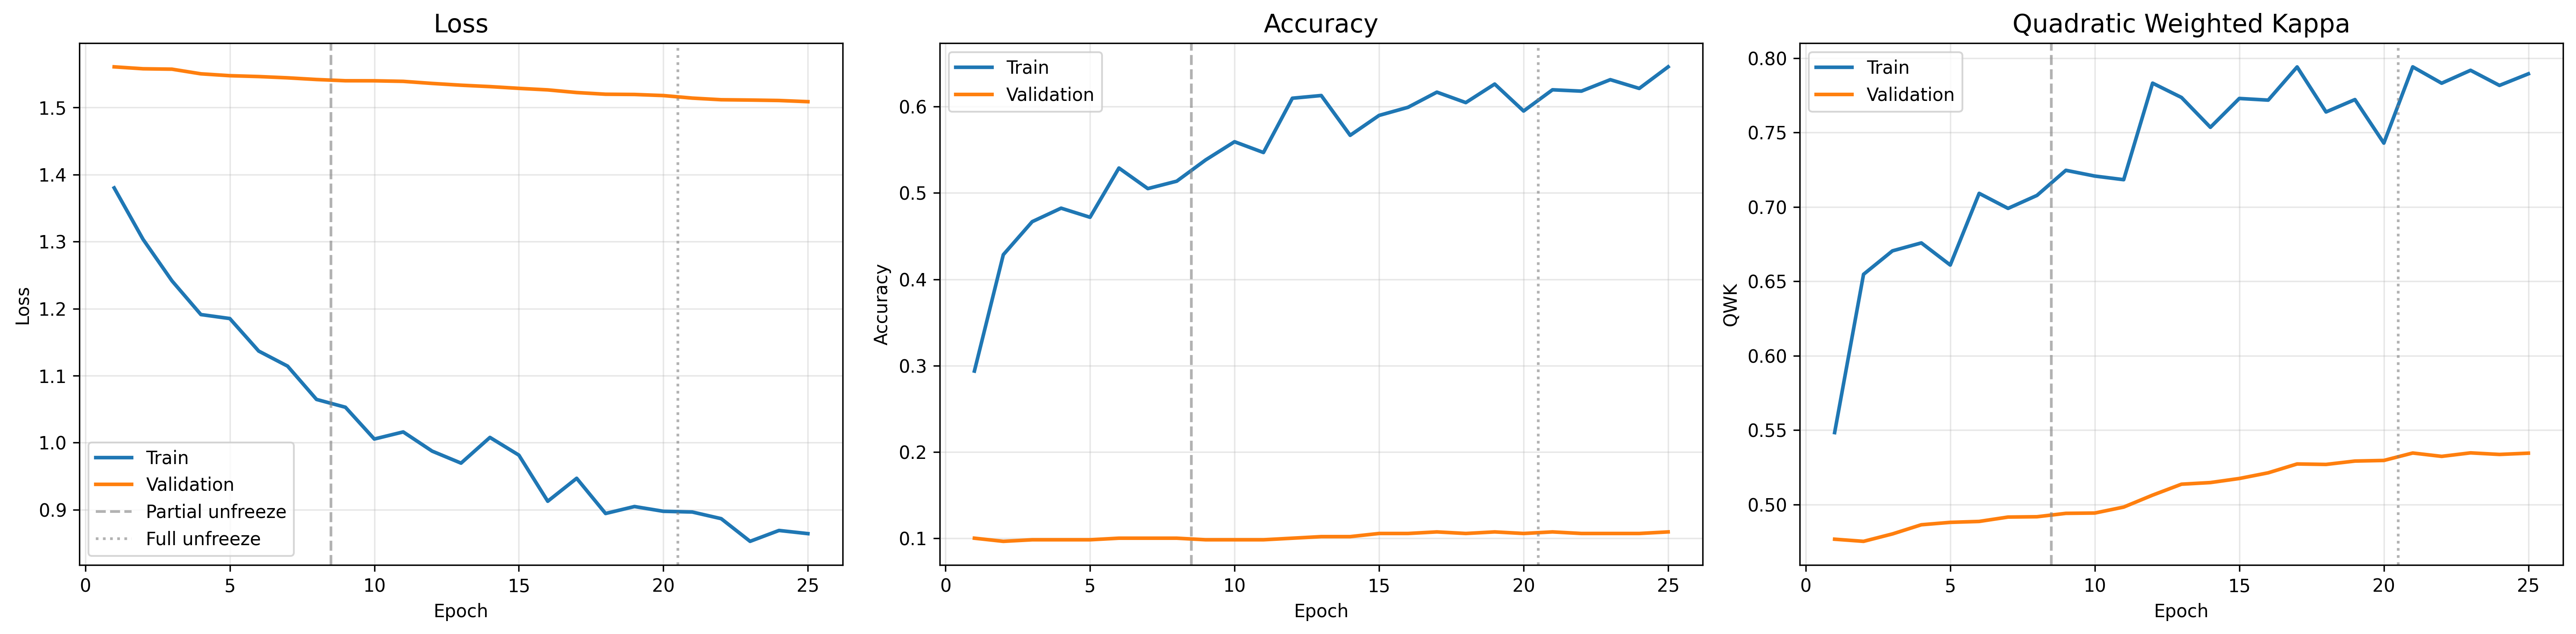 Loss
Loss
1.5
1.4
1.3
1.2
1.1
1.0
0.9
Train
Validation
Partial unfreeze
Full unfreeze
0 5 10 15 20 25
Epoch
Accuracy
Accuracy
Train
Validation
0.6
0.5
0.4
0.3
0.2
0.1
0 5 10 15 20 25
Epoch
Quadratic Weighted Kappa
QWK
Train
Validation
0.80
0.75
0.70
0.65
0.60
0.55
0.50
0 5 10 15 20 25
Epoch